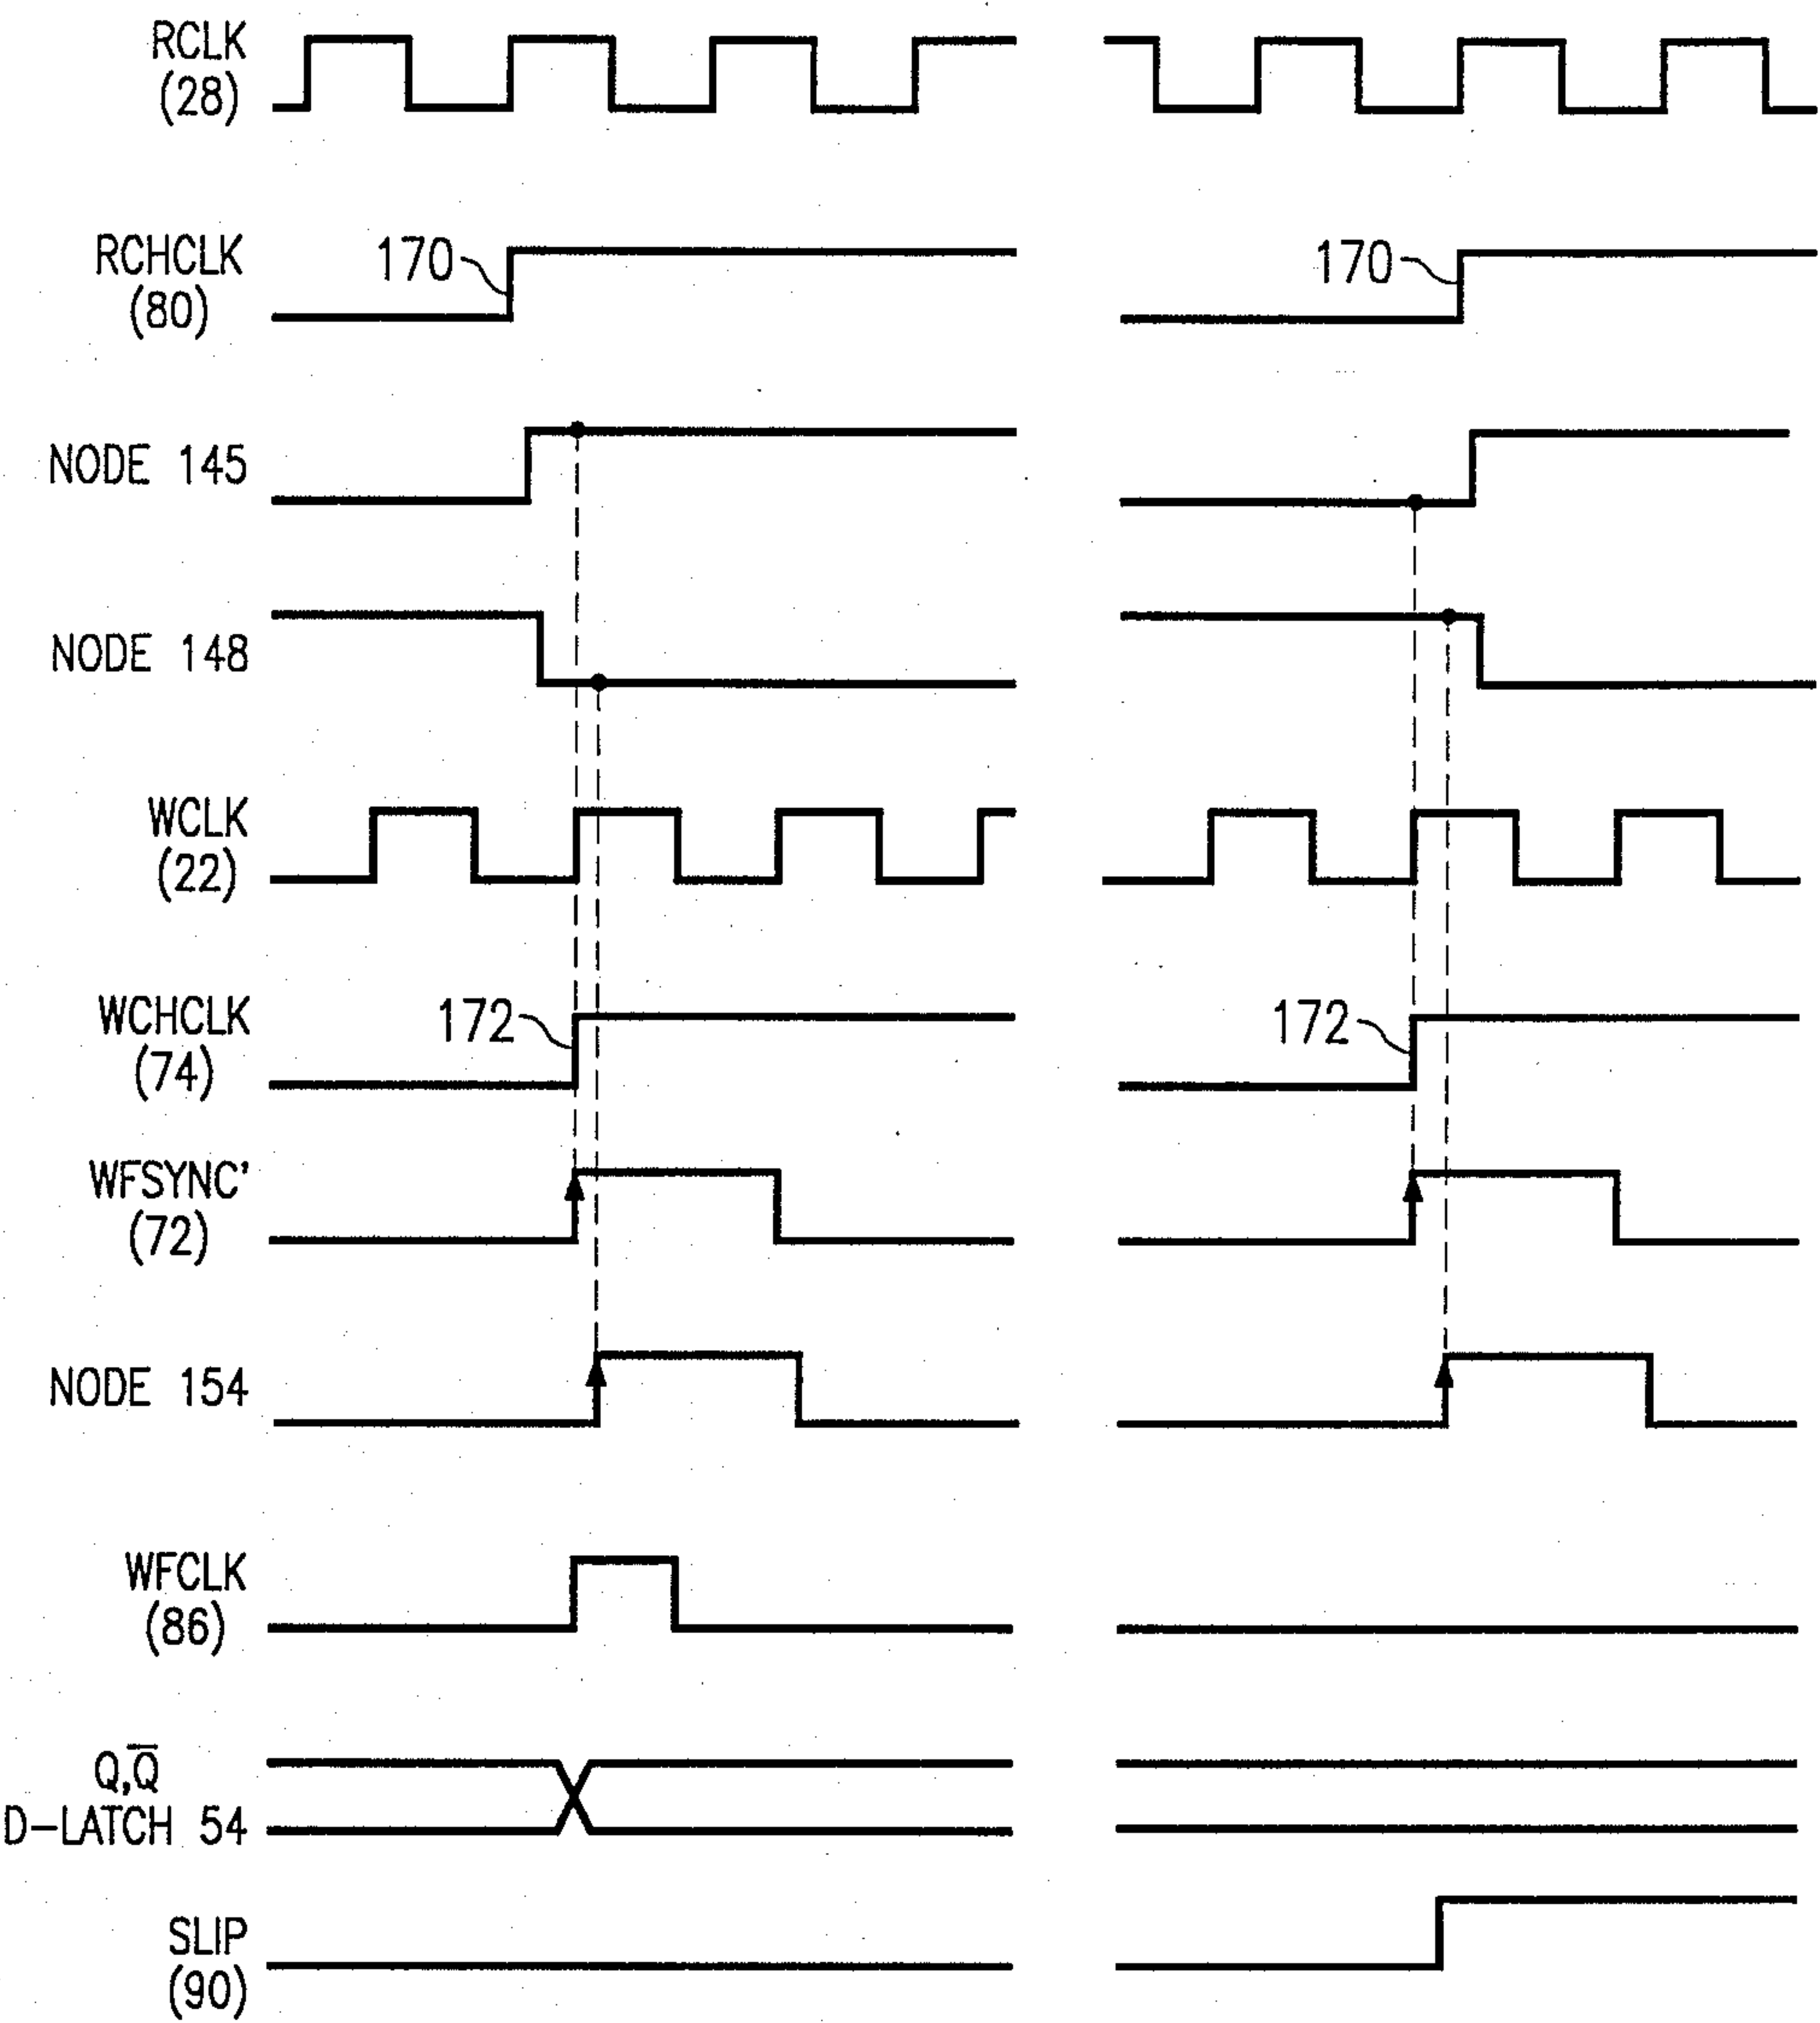 RCLK
(28)
RCHCLK
(80)
170
170
NODE 145
NODE 148
WCLK
(22)
WCHCLK
(74)
172
172
WFSYNC'
(72)
NODE 154
WFCLK
(86)
Q,Q̅
D-LATCH 54
SLIP
(90)